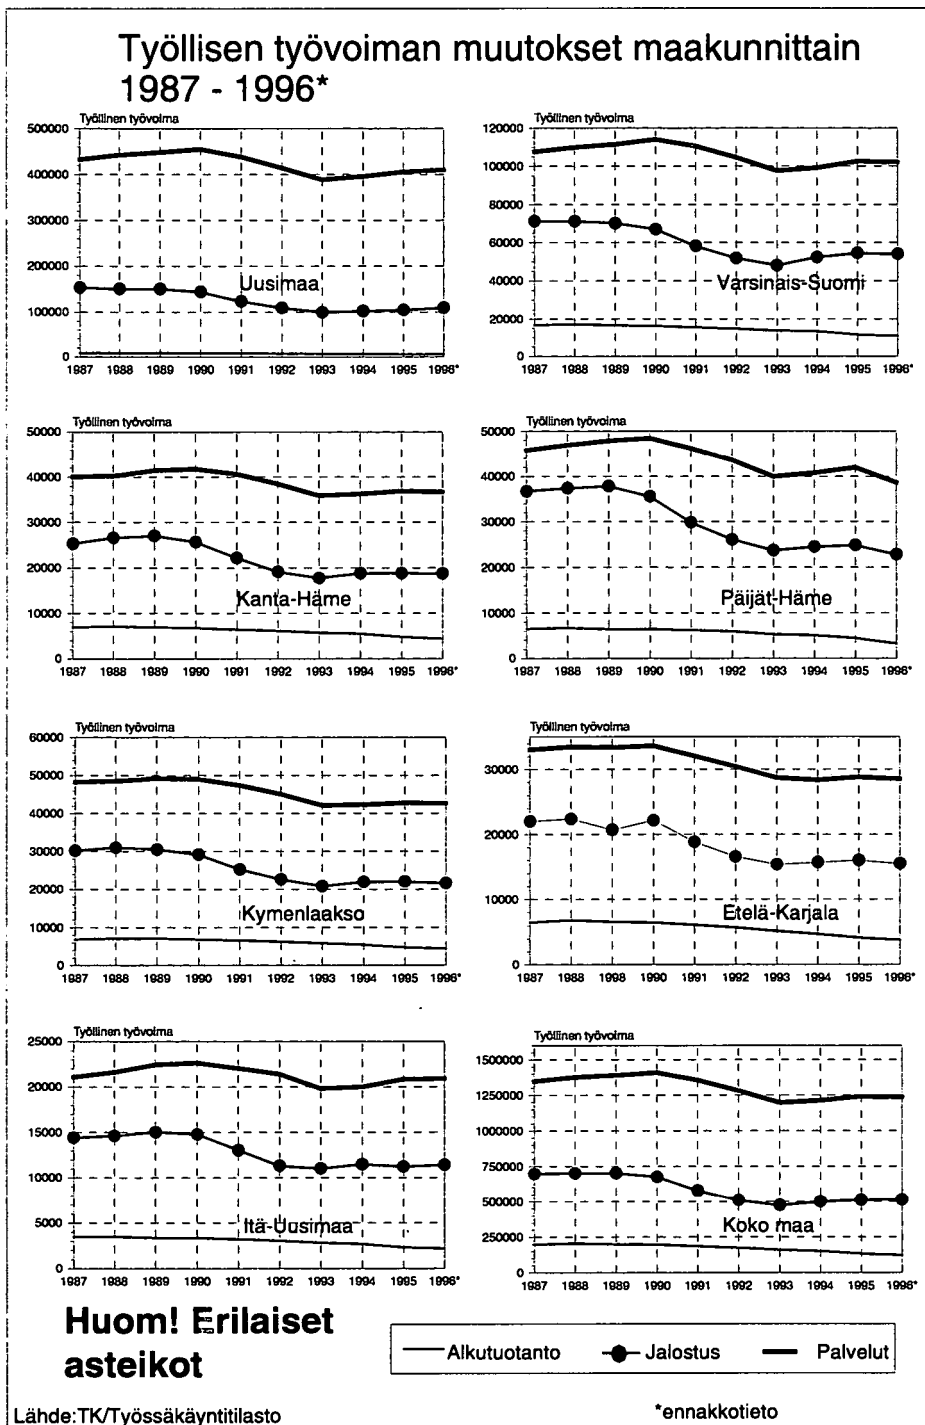 Työllisen työvoiman muutokset maakunnittain
1987 - 1996*
Työllinen työvoima
500000
400000
300000
200000
100000
0
Uusimaa
1987 1988 1989 1990 1991 1992 1993 1994 1995 1996*
Työllinen työvoima
120000
100000
80000
60000
40000
20000
0
Varsinais-Suomi
1987 1988 1989 1990 1991 1992 1993 1994 1995 1996*
Työllinen työvoima
50000
40000
30000
20000
10000
0
Kanta-Häme
1987 1988 1989 1990 1991 1992 1993 1994 1995 1996*
Työllinen työvoima
50000
40000
30000
20000
10000
0
Päijät-Häme
1987 1988 1989 1990 1991 1992 1993 1994 1995 1996*
Työllinen työvoima
60000
50000
40000
30000
20000
10000
0
Kymenlaakso
1987 1988 1989 1990 1991 1992 1993 1994 1995 1996*
Työllinen työvoima
30000
20000
10000
0
Etelä-Karjala
1987 1988 1998 1990 1991 1992 1993 1994 1995 1996*
Työllinen työvoima
25000
20000
15000
10000
5000
0
Itä-Uusimaa
1987 1988 1989 1990 1991 1992 1993 1994 1995 1996*
Työllinen työvoima
1500000
1250000
1000000
750000
500000
250000
0
Koko maa
1987 1988 1989 1990 1991 1992 1993 1994 1995 1996*
Huom! Erilaiset
asteikot
Alkutuotanto Jalostus Palvelut
Lähde:TK/Työssäkäyntitilasto
*ennakkotieto